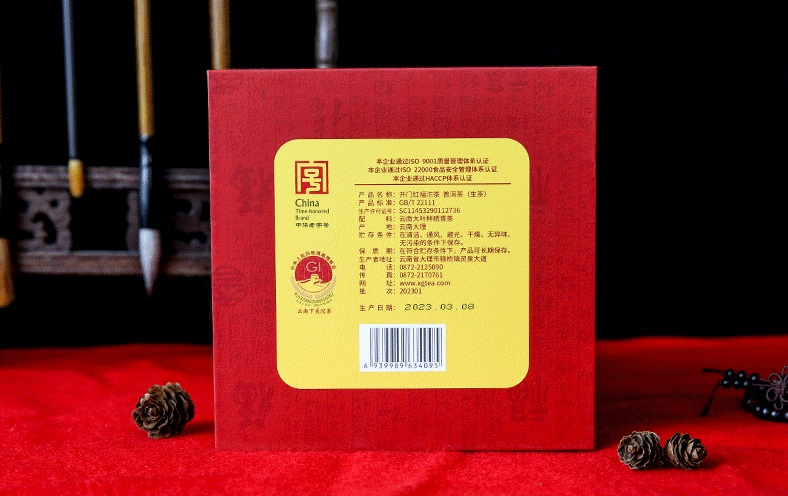 本企业通过ISO 9001质量管理体系认证
本企业通过ISO 22000食品安全管理体系认证
本企业通过HACCP体系认证
China
Time-honored
Brand
中华老字号
产品名称：开门红福沱茶 普洱茶（生茶）
产品标准：GB/T 22111
生产许可证号：SC11453290112736
配料：云南大叶种晒青茶
产地：云南大理
贮存条件：在清洁、通风、避光、干燥、无异味、
无污染的条件下保存。
保质期：在符合贮存条件下，产品可长期保存。
生产者地址：云南省大理市银桥镇灵泉大道
电话：0872-2125090
传真：0872-2170761
网址：www.xgtea.com
批次：202301
生产日期：2023.03.08
GI
云南下关沱茶
6 939989 634095